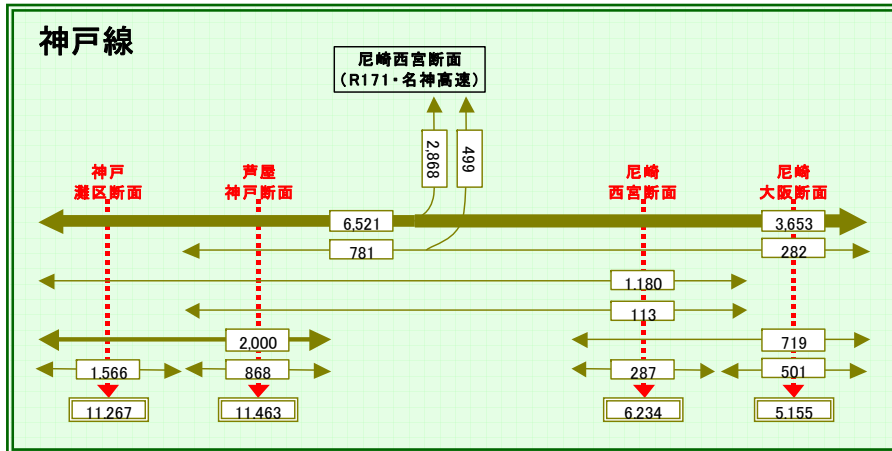 神戸線
尼崎西宮断面
(R171・名神高速)
2,868
499
神戸
灘区断面
芦屋
神戸断面
尼崎
西宮断面
尼崎
大阪断面
6,521
3,653
781
282
1,180
113
2,000
719
1,566
868
287
501
11,267
11,463
6,234
5,155